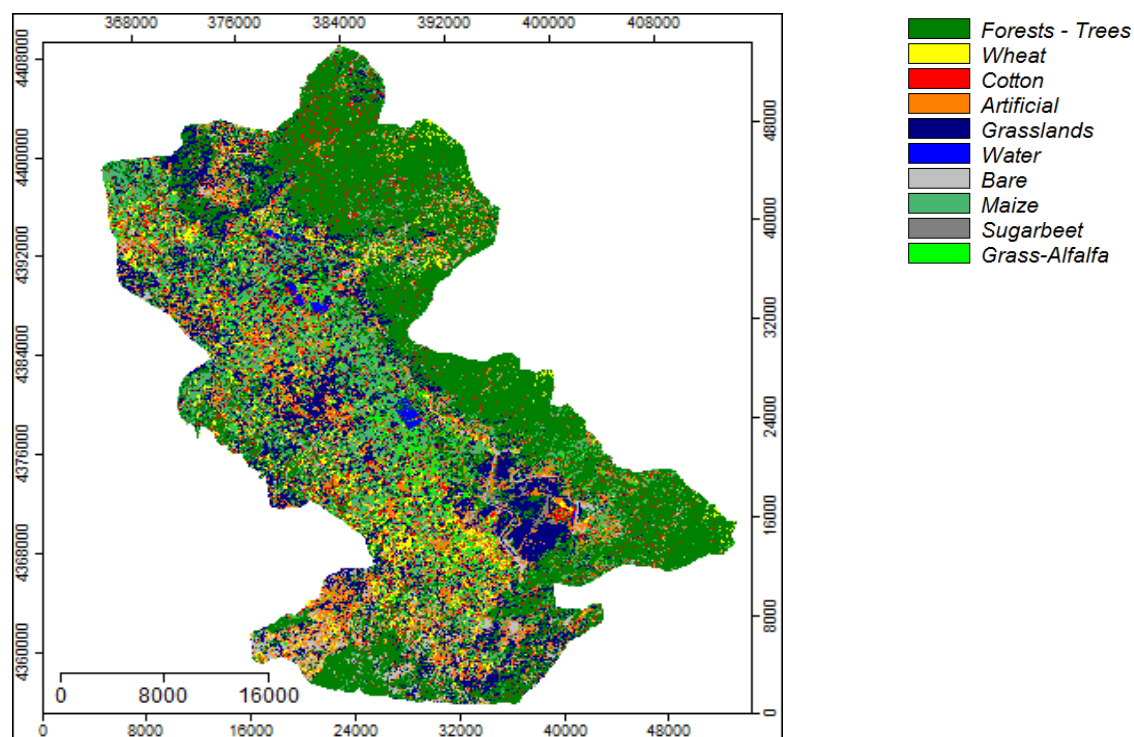 368000 376000 384000 392000 400000 408000
Forests - Trees
Wheat
Cotton
Artificial
Grasslands
Water
Bare
Maize
Sugarbeet
Grass-Alfalfa
4408000
4400000
4392000
4384000
4376000
4368000
4360000
48000
40000
32000
24000
16000
8000
0
0 8000 16000
0 8000 16000 24000 32000 40000 48000